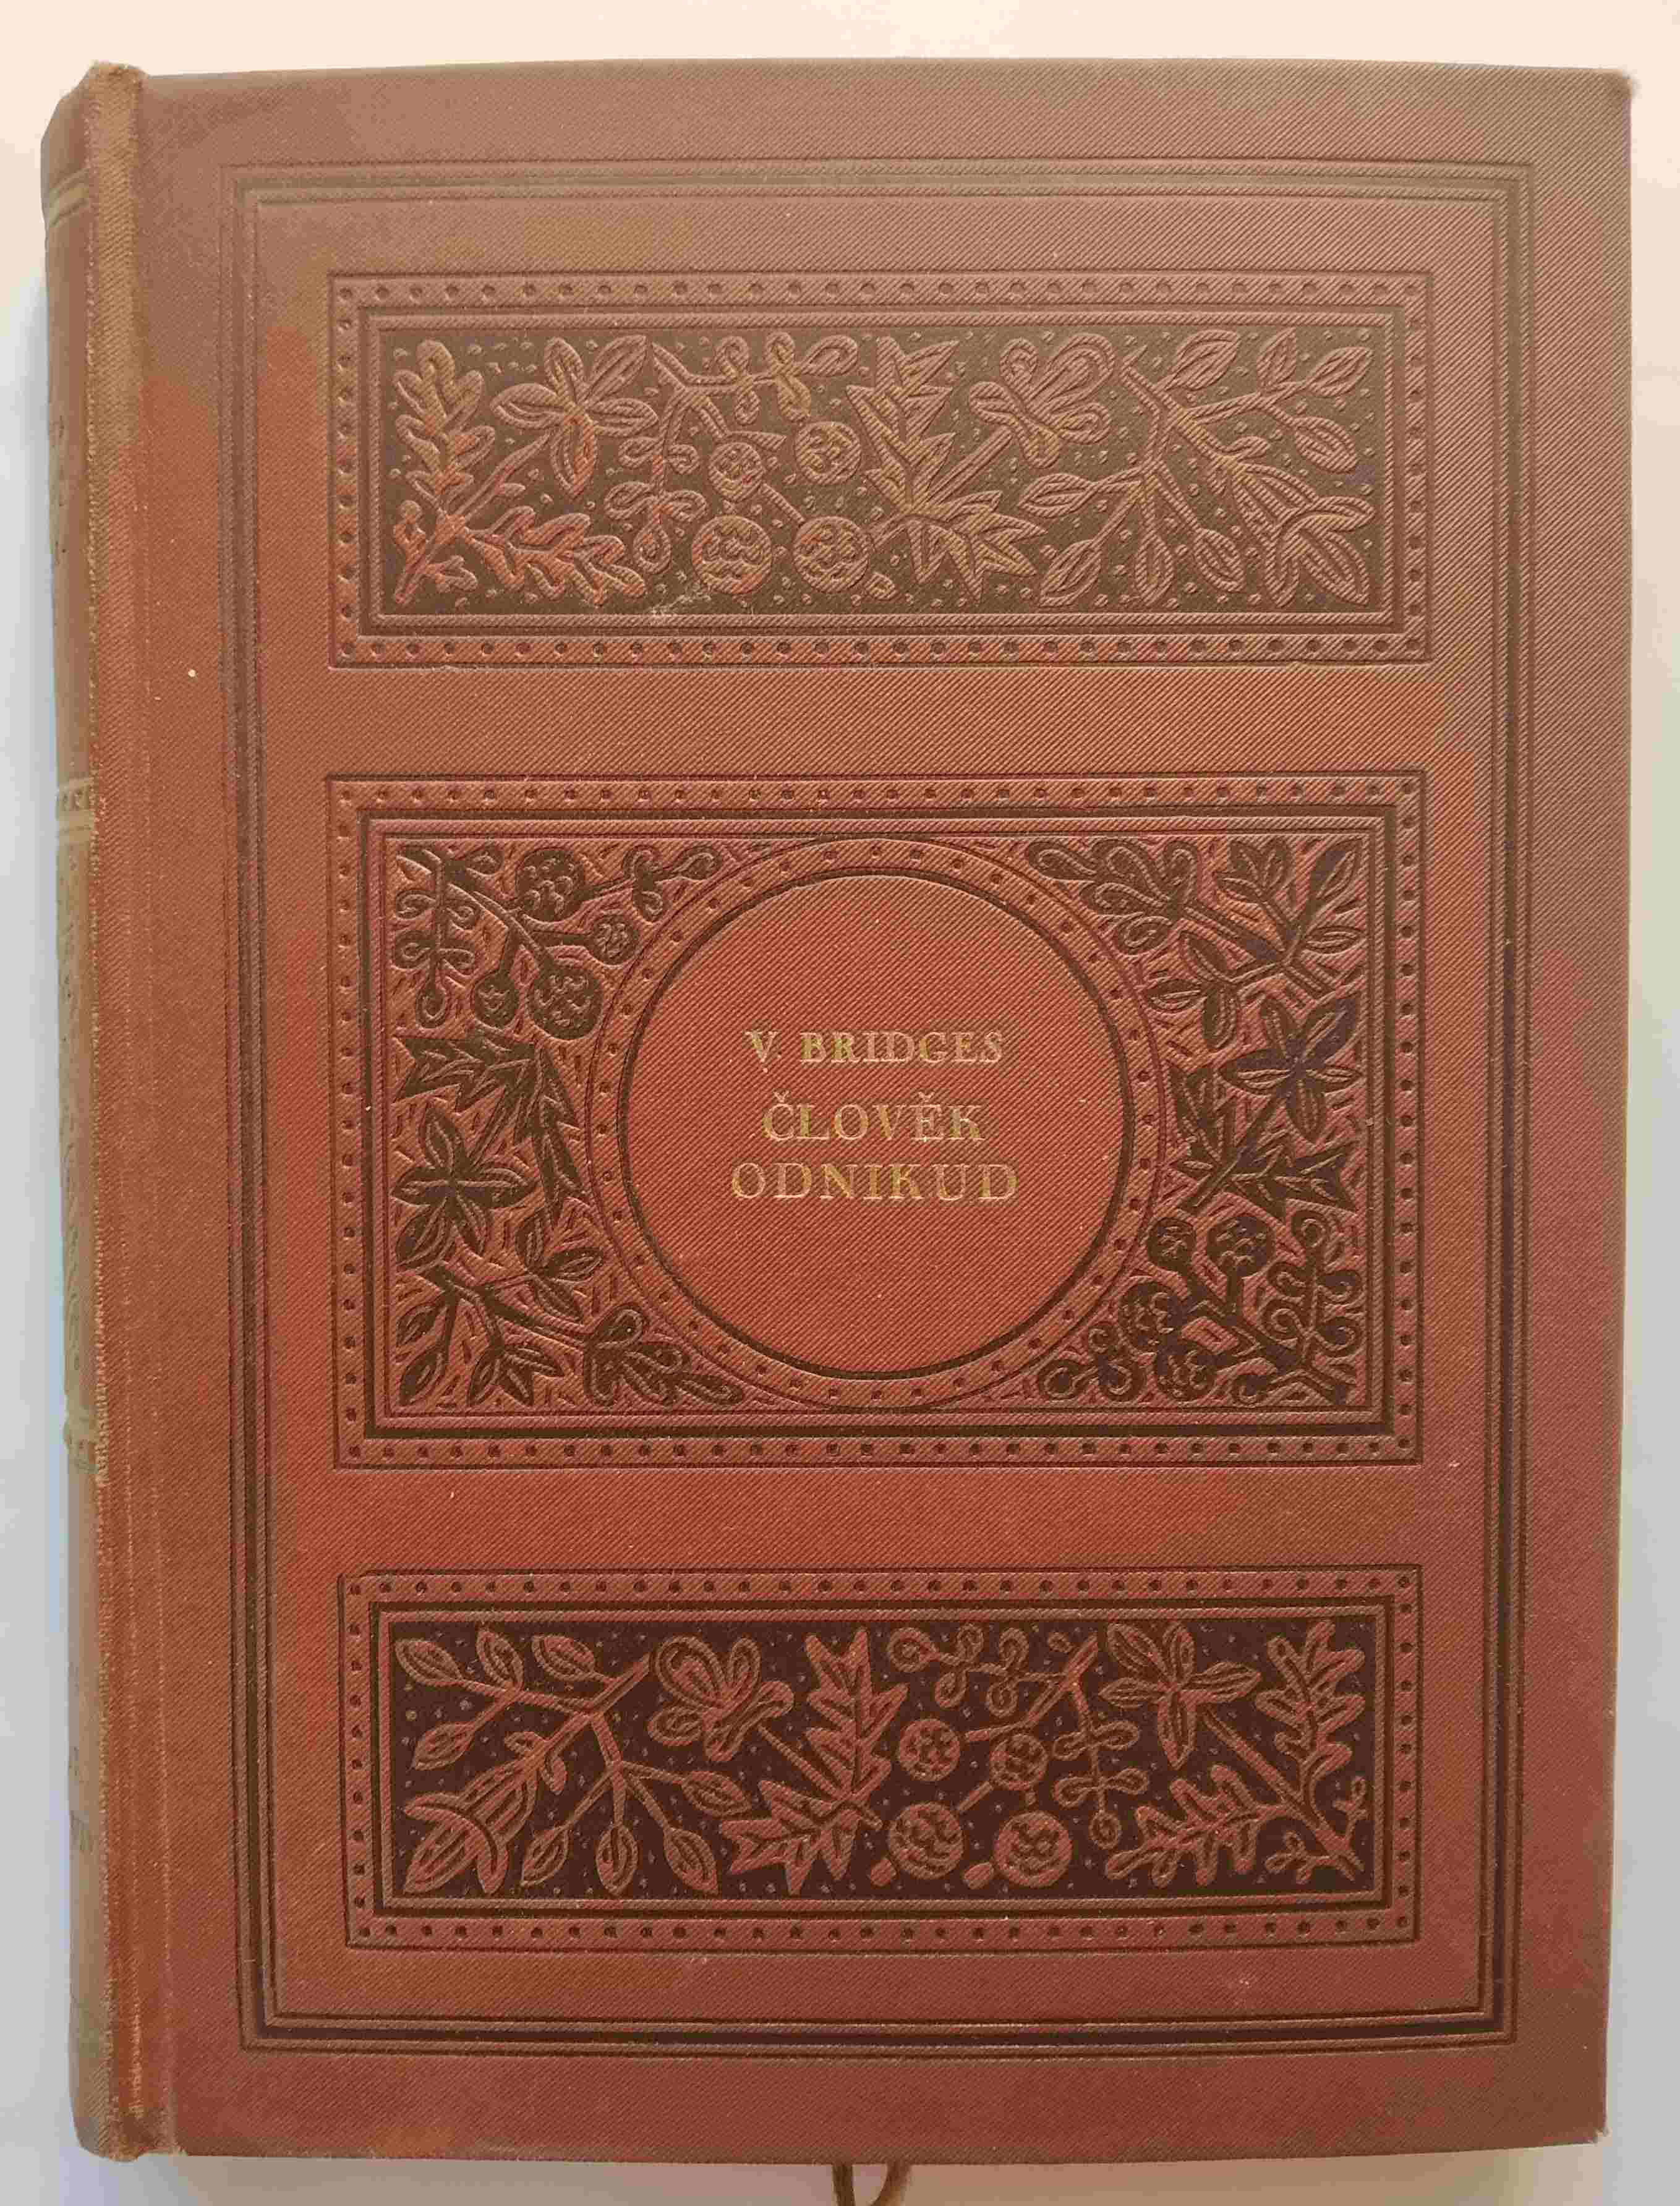 V. BRIDGES
ČLOVĚK
ODNIKUD